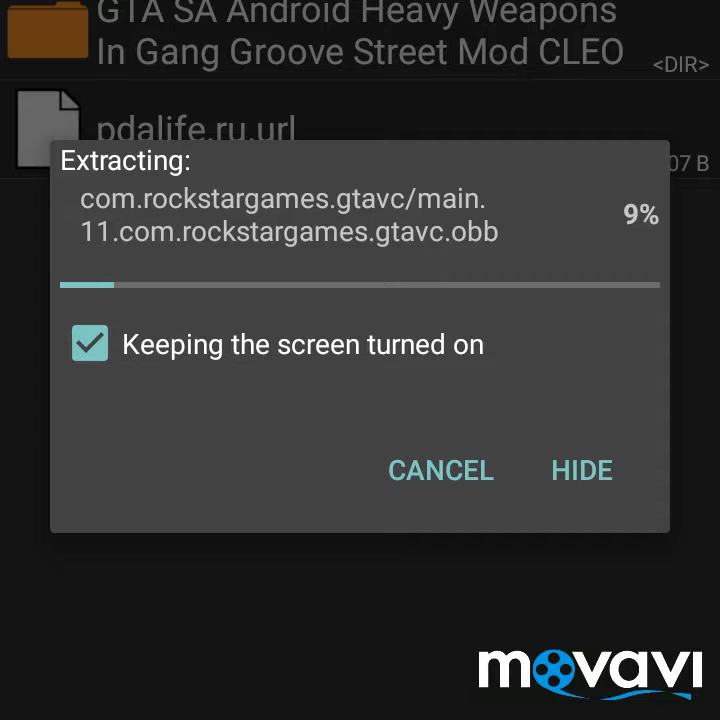 GTA SA Android Heavy Weapons
In Gang Groove Street Mod CLEO
<DIR>
pdalife.ru.url
07 B
Extracting:
com.rockstargames.gtavc/main.
11.com.rockstargames.gtavc.obb
9%
Keeping the screen turned on
CANCEL
HIDE
movavi